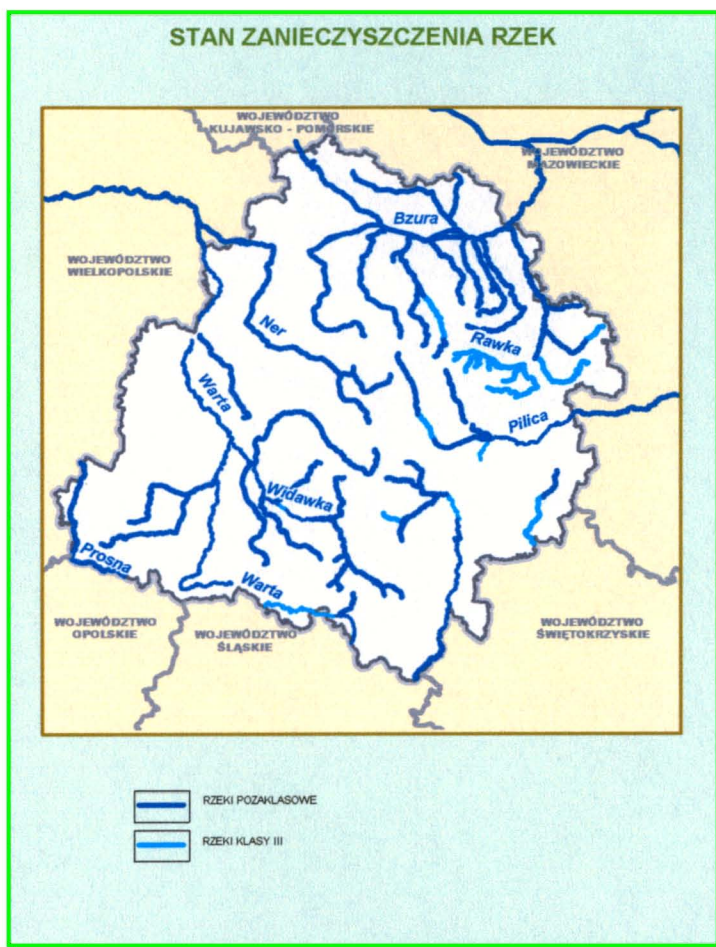 STAN ZANIECZYSZCZENIA RZEK
WOJEWÓDZTWO
KUJAWSKO - POMORSKIE
WOJEWÓDZTWO
MAZOWIECKIE
Bzura
WOJEWÓDZTWO
WIELKOPOLSKIE
Ner
Rawka
Warta
Pilica
Widawka
Prosna
Warta
WOJEWÓDZTWO
OPOLSKIE
WOJEWÓDZTWO
ŚLĄSKIE
WOJEWÓDZTWO
ŚWIĘTOKRZYSKIE
RZEKI POZAKLASOWE
RZEKI KLASY III